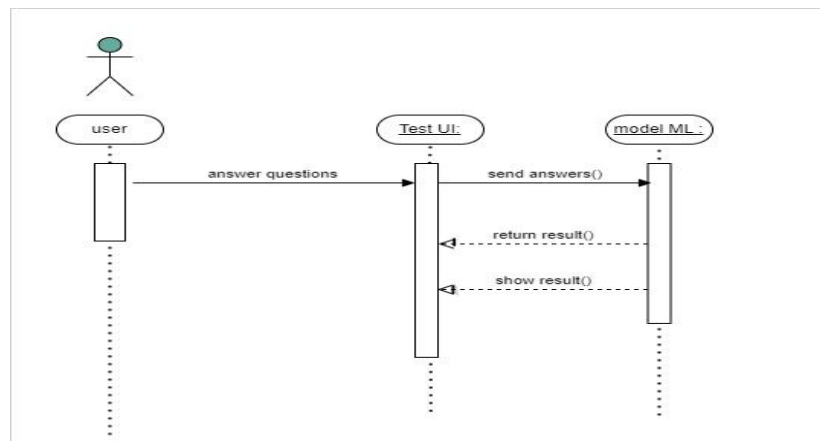 user
Test UI:
model ML :
answer questions
send answers()
return result()
show result()